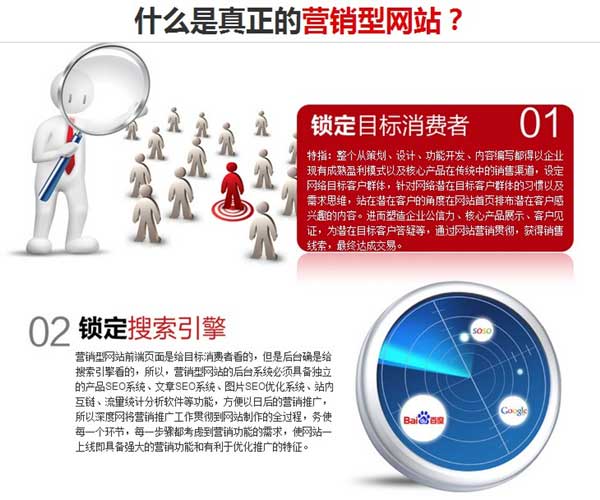 什么是真正的营销型网站？
锁定目标消费者 01
特指：整个从策划、设计、功能开发、内容编写都得以企业
现有成熟盈利模式以及核心产品在传统中的销售渠道，设定
网络目标客户群体，针对网络潜在目标客户群体的习惯以及
需求思维，站在潜在客户的角度在网站首页排布潜在客户感
兴趣的内容。进而塑造企业公信力、核心产品展示、客户见
证，为潜在目标客户答疑等，通过网站营销贯彻，获得销售
线索，最终达成交易。
02 锁定搜索引擎
营销型网站前端页面是给目标消费者看的，但是后台确是给
搜索引擎看的，所以，营销型网站的后台系统必须具备独立
的产品SEO系统、文章SEO系统、图片SEO优化系统、站内
互链、流量统计分析软件等功能，方便以日后的营销推广，
所以深度网将营销推广工作贯彻到网站制作的全过程，务使
每一个环节，每一步骤都考虑到营销功能的需求，使网站一
上线即具备强大的营销功能和有利于优化推广的特征。
soso
Google
Bai百度